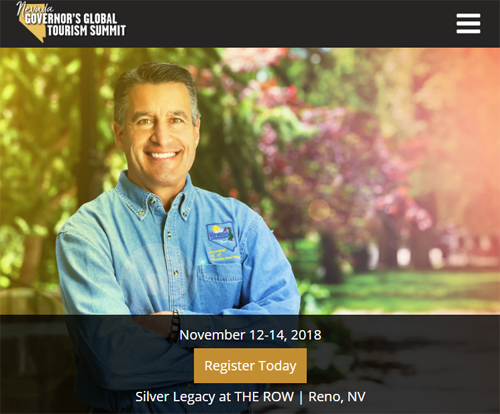 Nevada
GOVERNOR'S GLOBAL
TOURISM SUMMIT
November 12-14, 2018
Register Today
Silver Legacy at THE ROW | Reno, NV